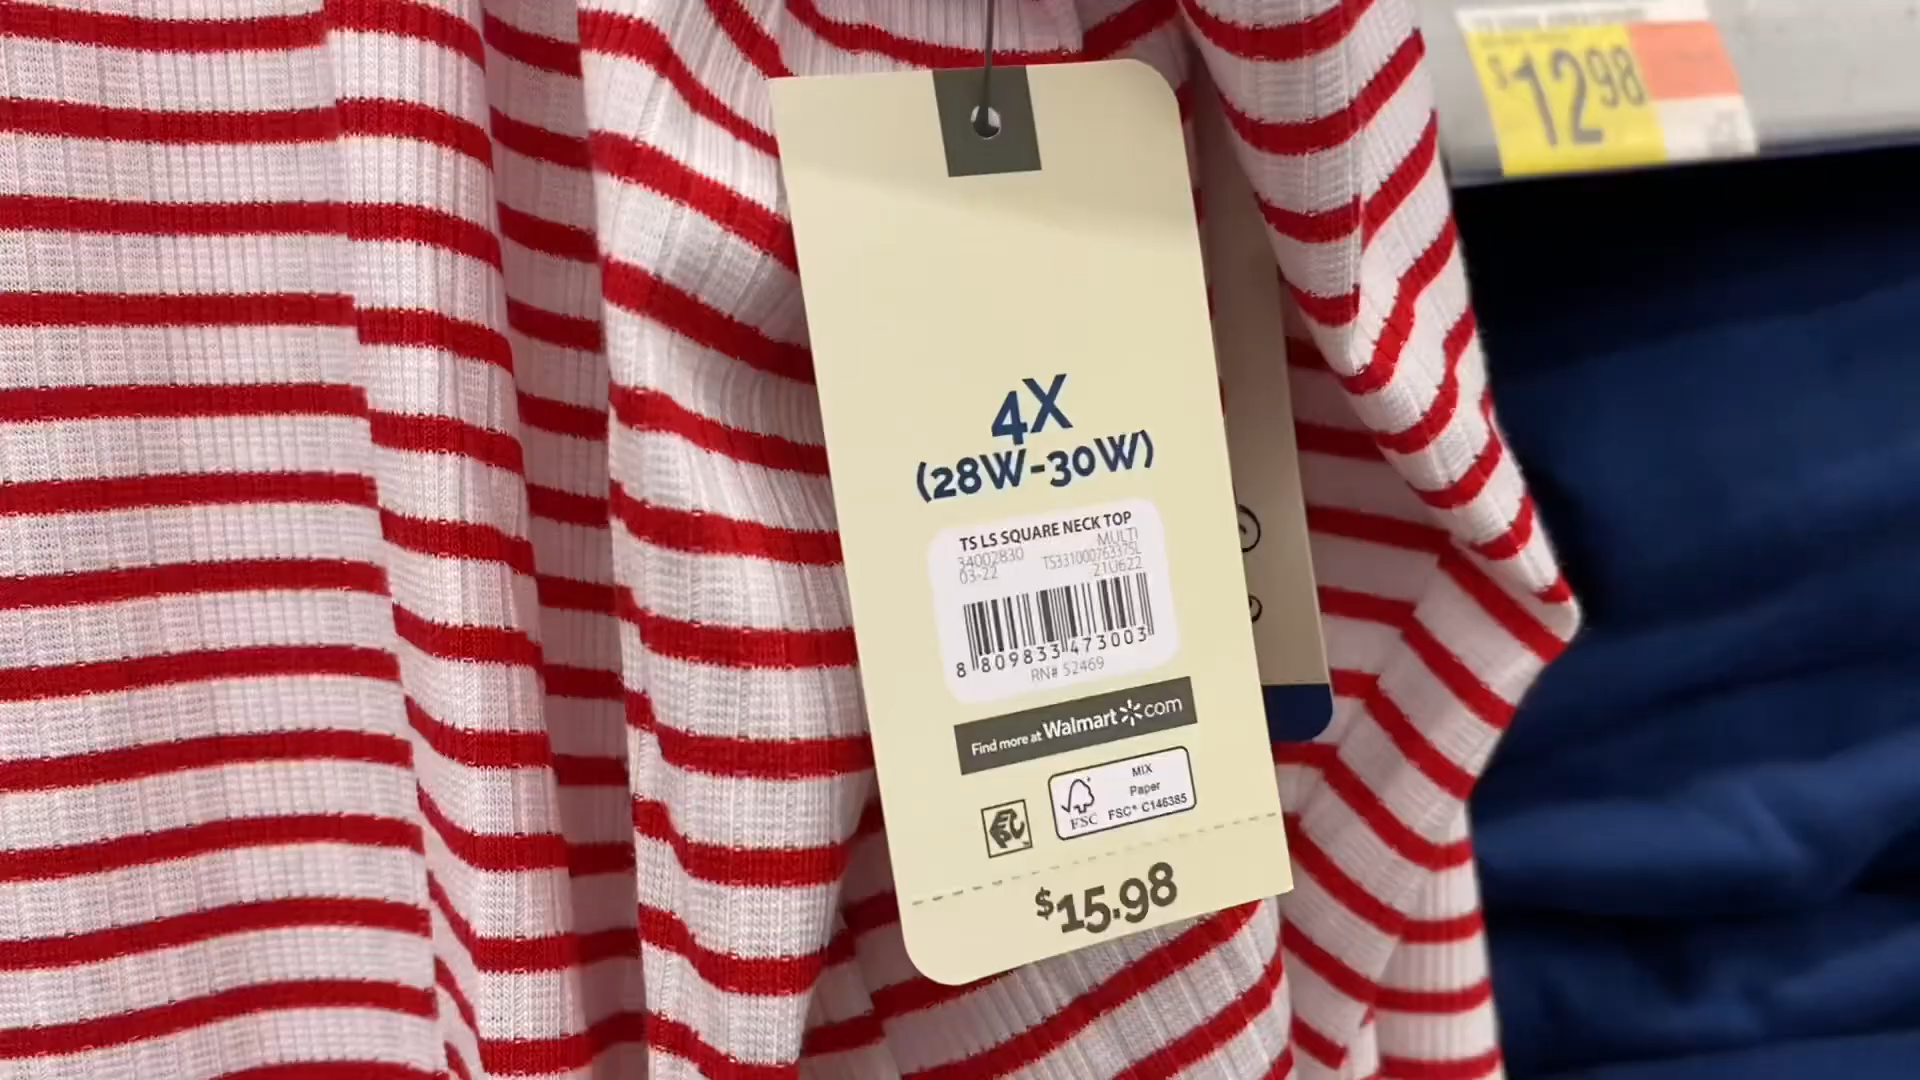 $12.98
4X
(28W-30W)
TS LS SQUARE NECK TOP
MULTI
34002830
TS33100076337SL
03-22
21U622
8 809833 473003
RN# 52469
Find more at Walmart.com
MIX
Paper
FSC
FSC® C146385
$15.98